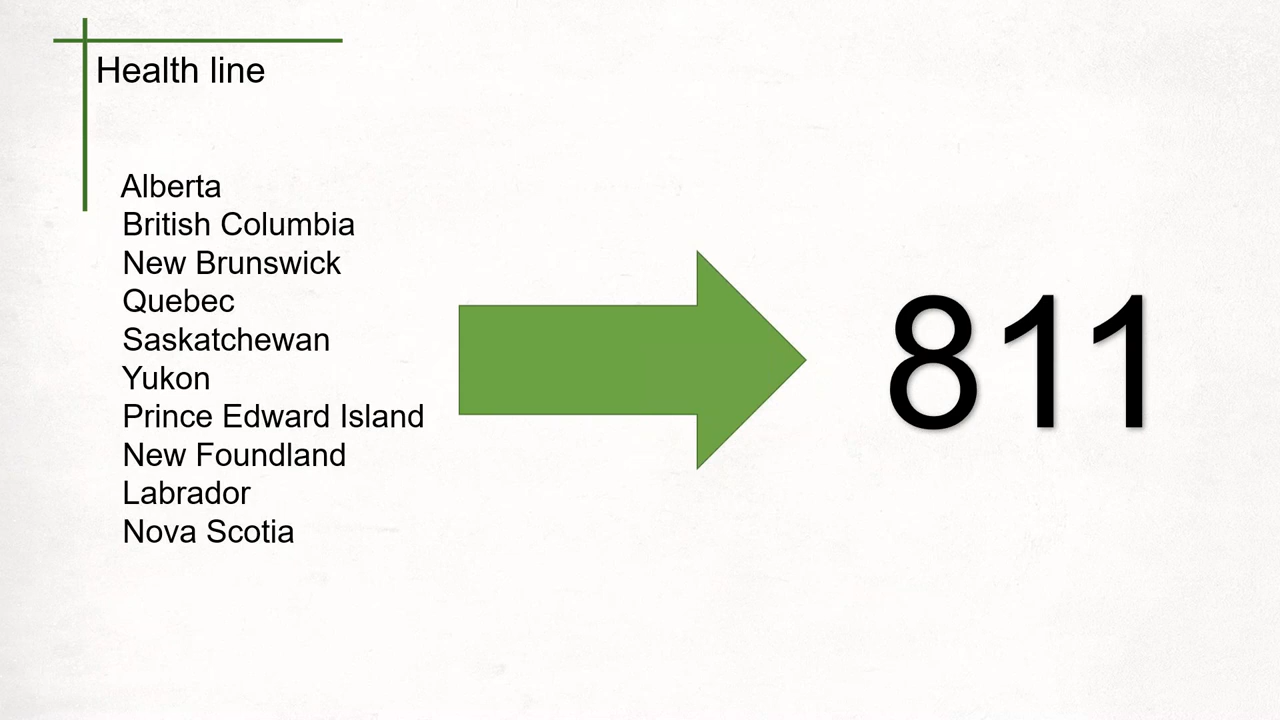 Health line
Alberta
British Columbia
New Brunswick
Quebec
Saskatchewan
Yukon
Prince Edward Island
New Foundland
Labrador
Nova Scotia
811